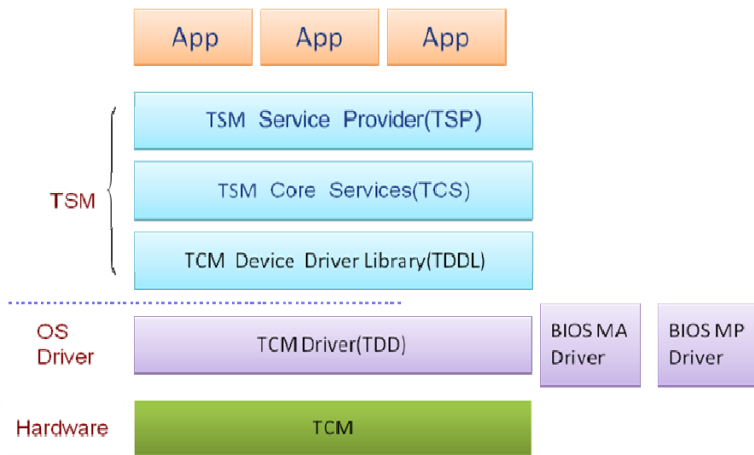 App App App
TSM Service Provider(TSP)
TSM
TSM Core Services(TCS)
TCM Device Driver Library(TDDL)
OS
Driver
TCM Driver(TDD)
BIOS MA
Driver
BIOS MP
Driver
Hardware
TCM